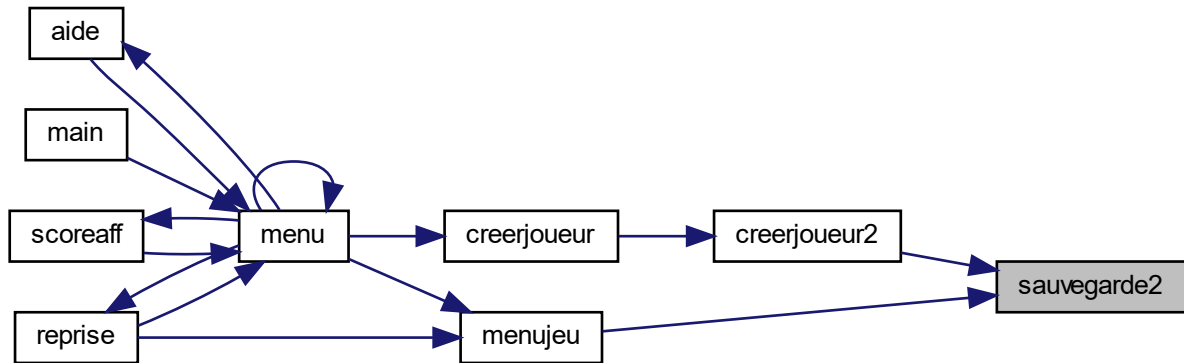 aide
main
scoreaff
menu
creerjoueur
creerjoueur2
sauvegarde2
reprise
menujeu